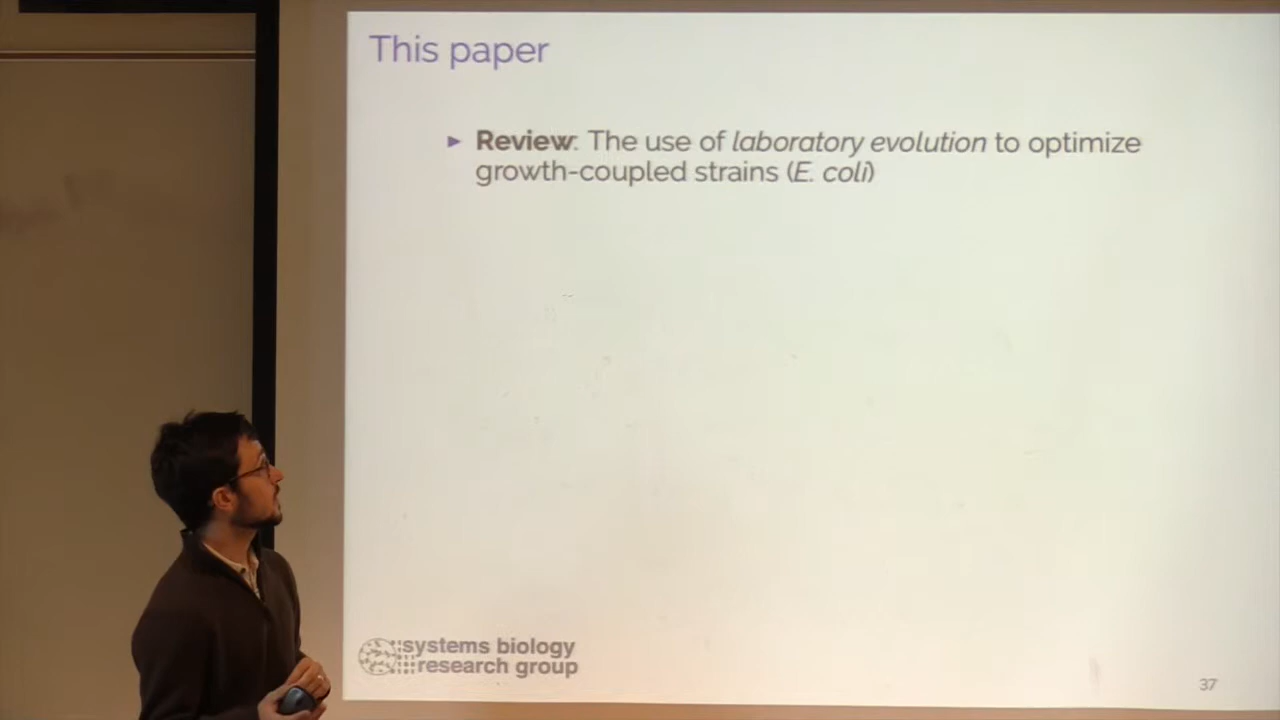 This paper
► Review: The use of laboratory evolution to optimize
growth-coupled strains (E. coli)
systems biology
research group
37